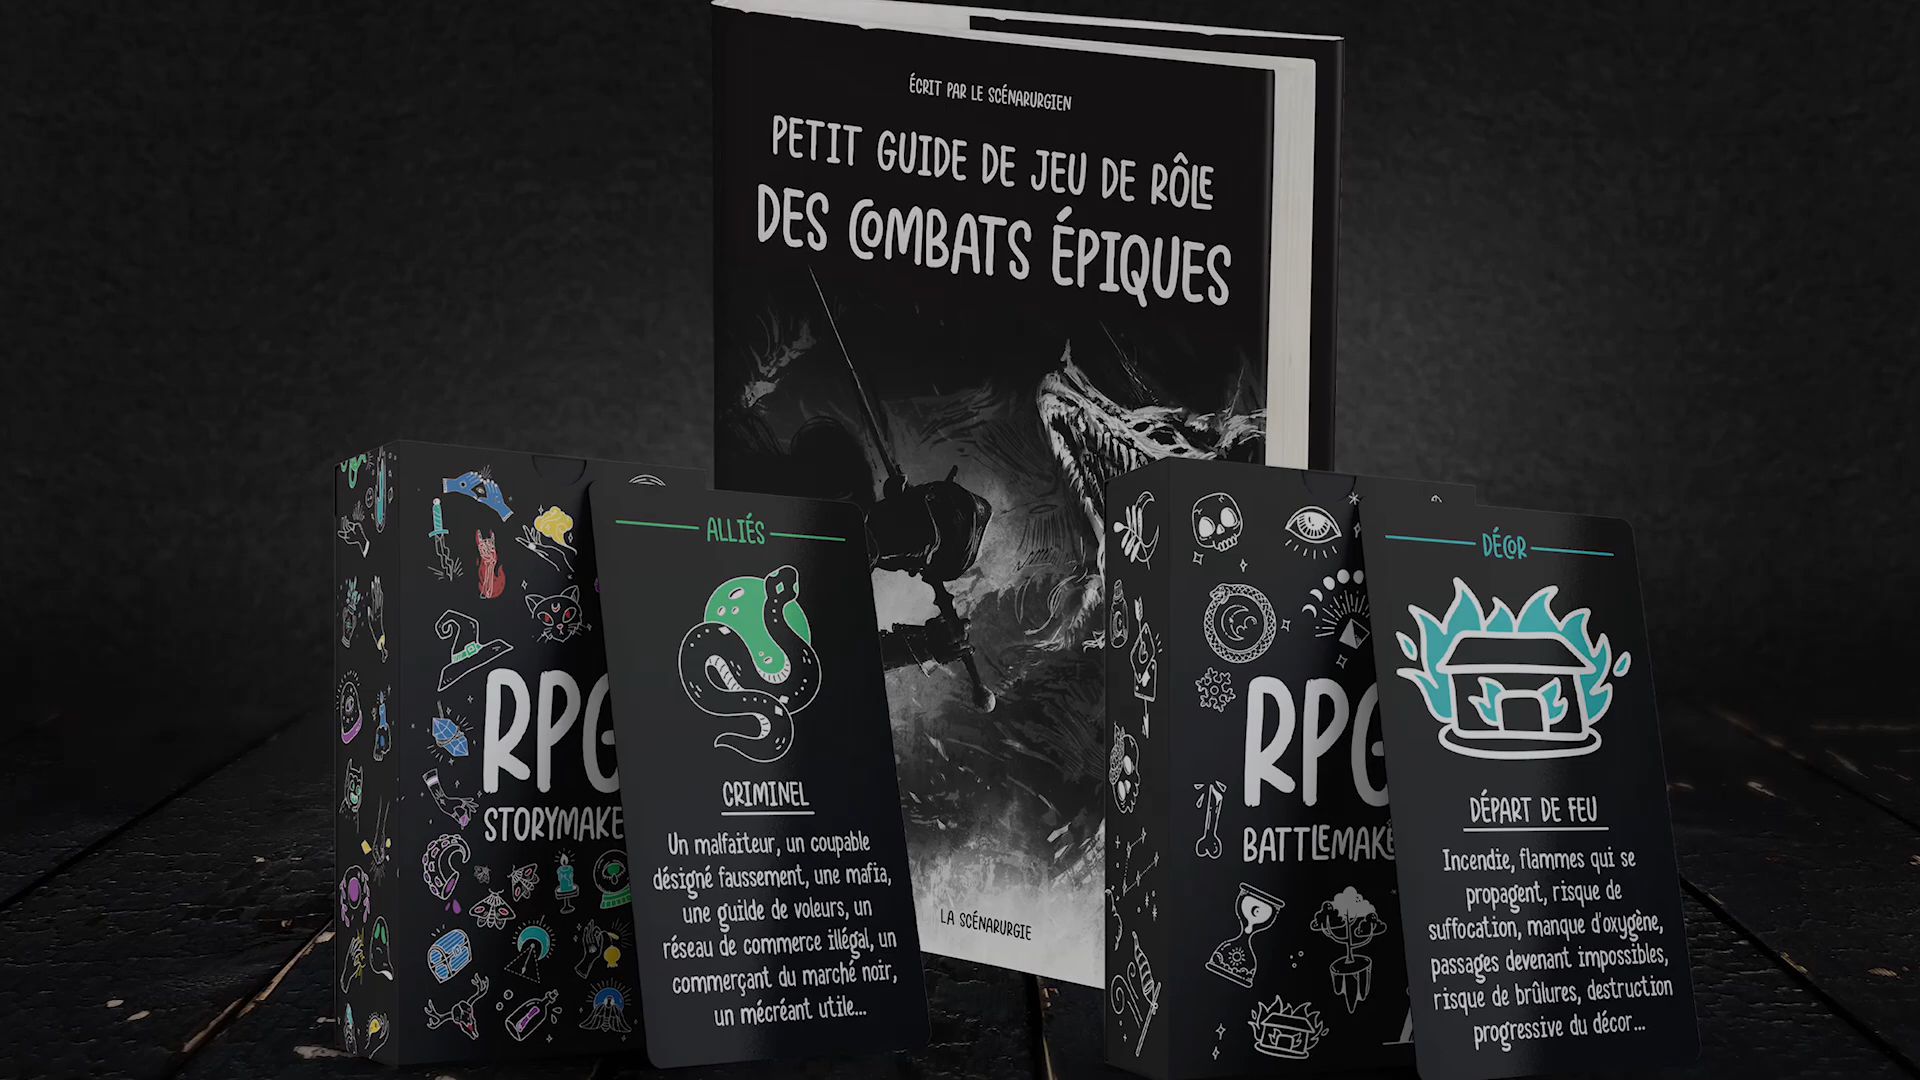 ÉCRIT PAR LE SCÉNARURGIEN
PETIT GUIDE DE JEU DE RÔLE
DES COMBATS ÉPIQUES
LA SCÉNARURGIE
RPG
STORYMAKE
ALLIÉS
CRIMINEL
Un malfaiteur, un coupable
désigné faussement, une mafia,
une guilde de voleurs, un
réseau de commerce illégal, un
commerçant du marché noir,
un mécréant utile...
RPG
BATTLEMAKE
DÉCOR
DÉPART DE FEU
Incendie, flammes qui se
propagent, risque de
suffocation, manque d'oxygène,
passages devenant impossibles,
risque de brûlures, destruction
progressive du décor...